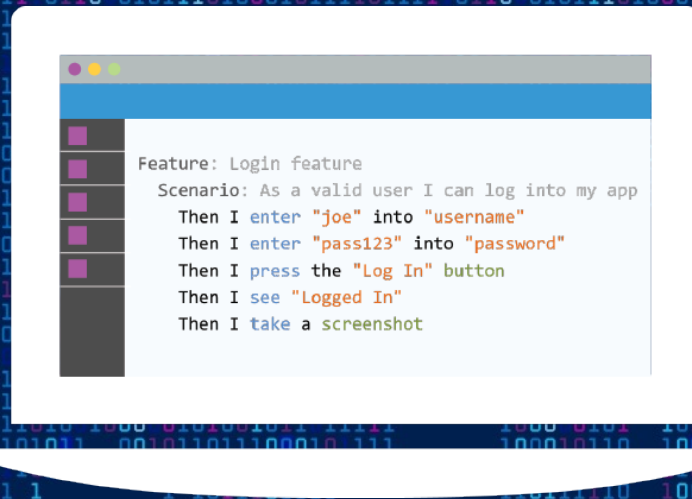 Feature: Login feature
Scenario: As a valid user I can log into my app
Then I enter "joe" into "username"
Then I enter "pass123" into "password"
Then I press the "Log In" button
Then I see "Logged In"
Then I take a screenshot